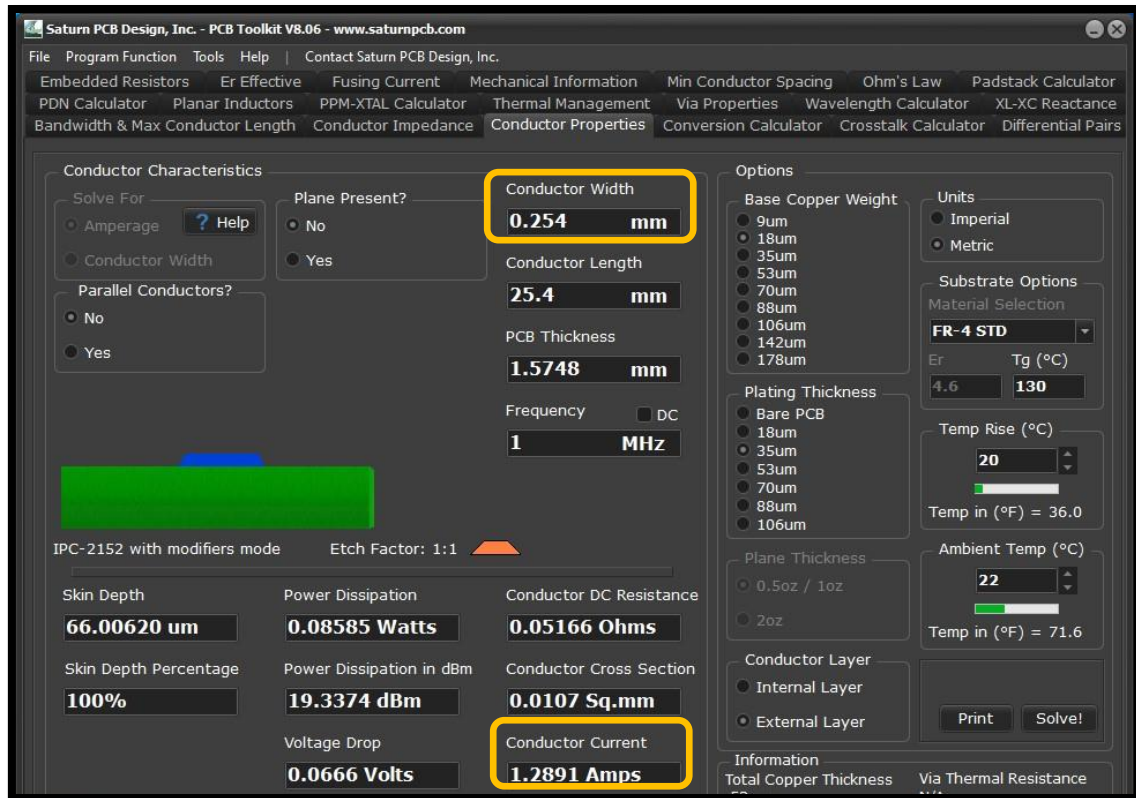 Saturn PCB Design, Inc. - PCB Toolkit V8.06 - www.saturnpcb.com
File Program Function Tools Help | Contact Saturn PCB Design, Inc.
Embedded Resistors Er Effective Fusing Current Mechanical Information Min Conductor Spacing Ohm's Law Padstack Calculator
PDN Calculator Planar Inductors PPM-XTAL Calculator Thermal Management Via Properties Wavelength Calculator XL-XC Reactance
Bandwidth & Max Conductor Length Conductor Impedance Conductor Properties Conversion Calculator Crosstalk Calculator Differential Pairs
Conductor Characteristics
Solve For
Amperage
? Help
Conductor Width
Plane Present?
No
Yes
Parallel Conductors?
No
Yes
Conductor Width
0.254 mm
Conductor Length
25.4 mm
PCB Thickness
1.5748 mm
Frequency DC
1 MHz
IPC-2152 with modifiers mode Etch Factor: 1:1
Skin Depth
66.00620 um
Power Dissipation
0.08585 Watts
Conductor DC Resistance
0.05166 Ohms
Skin Depth Percentage
100%
Power Dissipation in dBm
19.3374 dBm
Conductor Cross Section
0.0107 Sq.mm
Voltage Drop
0.0666 Volts
Conductor Current
1.2891 Amps
Options
Base Copper Weight
9um
18um
35um
53um
70um
88um
106um
142um
178um
Plating Thickness
Bare PCB
18um
35um
53um
70um
88um
106um
Plane Thickness
0.5oz / 1oz
2oz
Conductor Layer
Internal Layer
External Layer
Units
Imperial
Metric
Substrate Options
Material Selection
FR-4 STD
Er Tg (°C)
4.6 130
Temp Rise (°C)
20
Temp in (°F) = 36.0
Ambient Temp (°C)
22
Temp in (°F) = 71.6
Print Solve!
Information
Total Copper Thickness Via Thermal Resistance